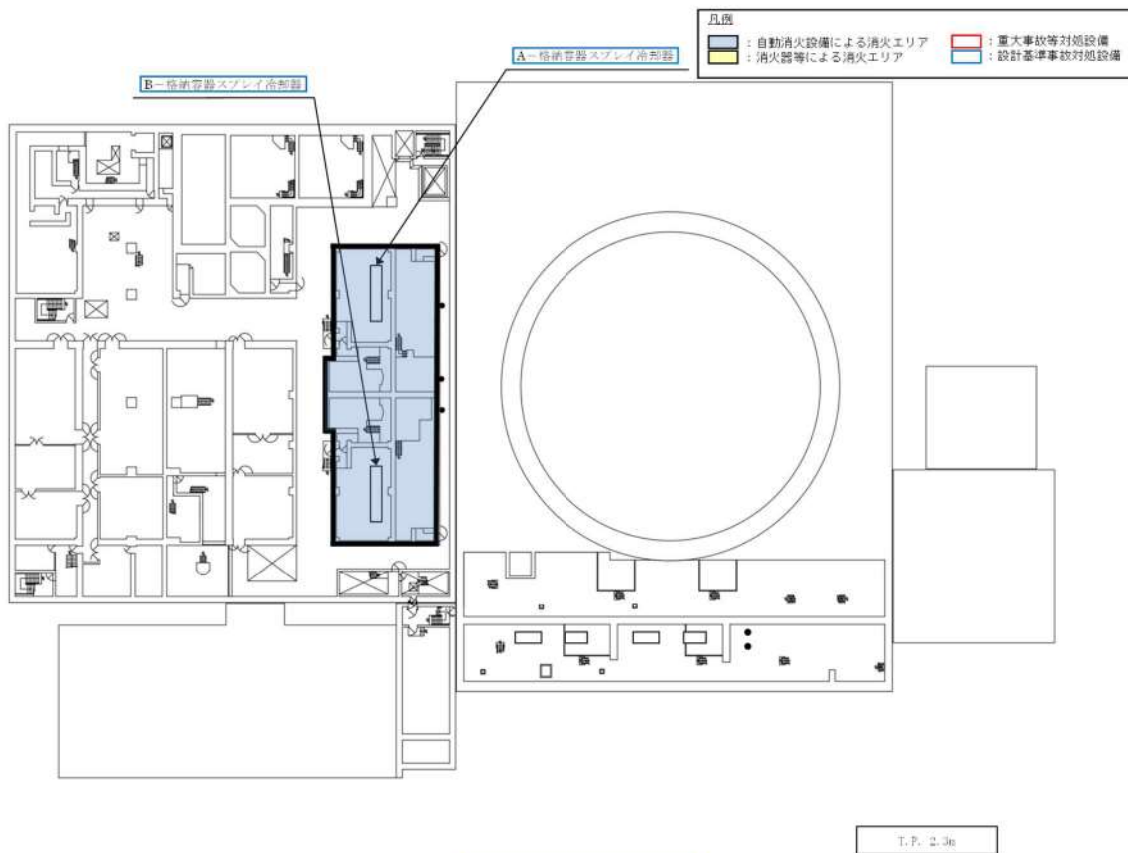 凡例
：自動消火設備による消火エリア
：重大事故等対処設備
：消火器等による消火エリア
：設計基準事故対処設備
A－格納容器スプレイ冷却器
B－格納容器スプレイ冷却器
T.P. 2.3m